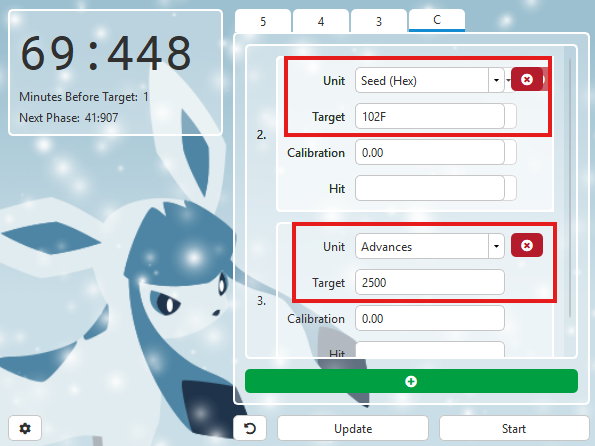 69:448
Minutes Before Target: 1
Next Phase: 41:907
5 4 3 C
2.
Unit Seed (Hex)
Target 102F
Calibration 0.00
Hit
3.
Unit Advances
Target 2500
Calibration 0.00
Hit
Update Start